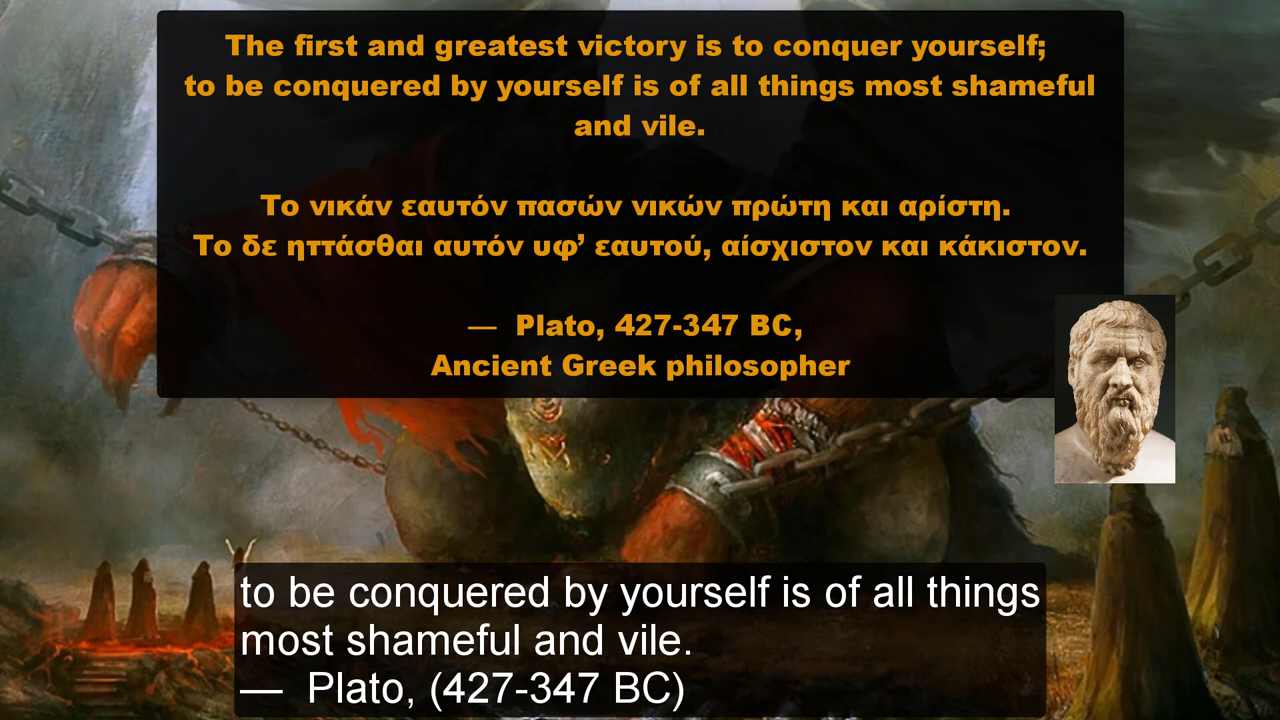 The first and greatest victory is to conquer yourself;
to be conquered by yourself is of all things most shameful
and vile.
Το νικάν εαυτόν πασών νικών πρώτη και αρίστη.
Το δε ηττάσθαι αυτόν υφ’ εαυτού, αίσχιστον και κάκιστον.
— Plato, 427-347 BC,
Ancient Greek philosopher
to be conquered by yourself is of all things
most shameful and vile.
— Plato, (427-347 BC)